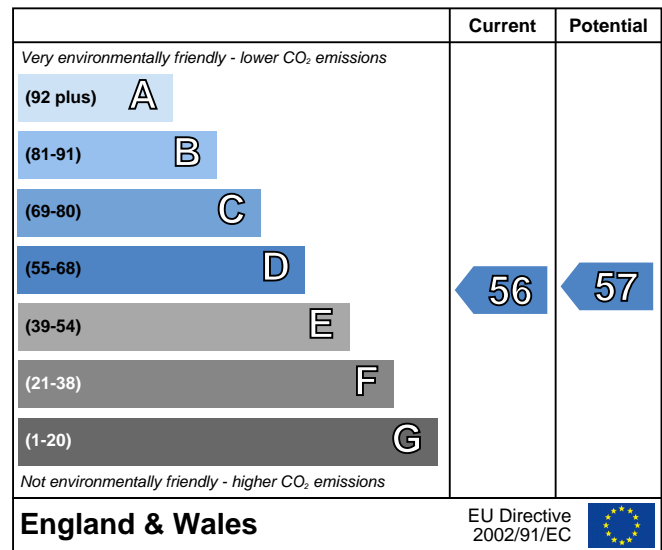 Current Potential
Very environmentally friendly - lower CO₂ emissions
(92 plus) A
(81-91) B
(69-80) C
(55-68) D
56 57
(39-54) E
(21-38) F
(1-20) G
Not environmentally friendly - higher CO₂ emissions
England & Wales
EU Directive
2002/91/EC